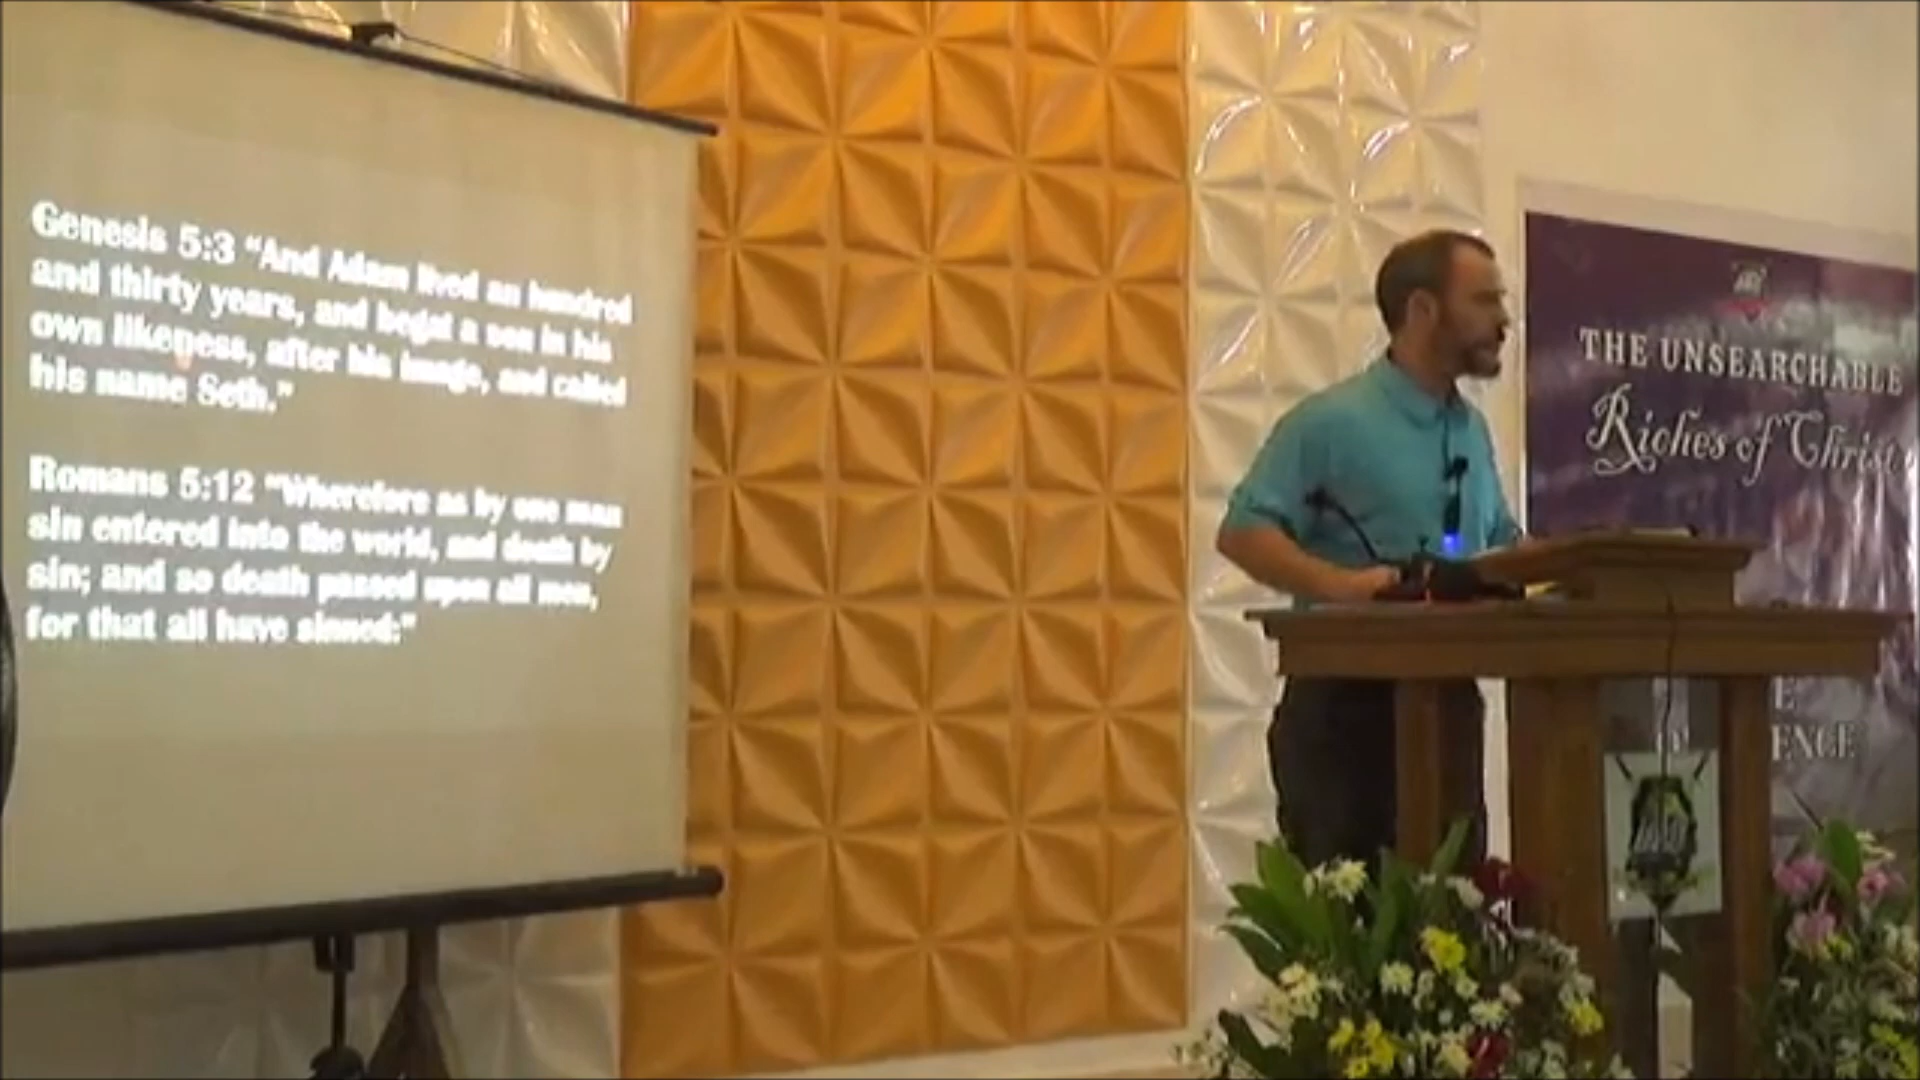 Genesis 5:3 “And Adam lived an hundred
and thirty years, and begat a son in his
own likeness, after his image, and called
his name Seth.”
Romans 5:12 “Wherefore as by one man
sin entered into the world, and death by
sin; and so death passed upon all men,
for that all have sinned:”
THE UNSEARCHABLE
Riches of Christ
E
ENCE